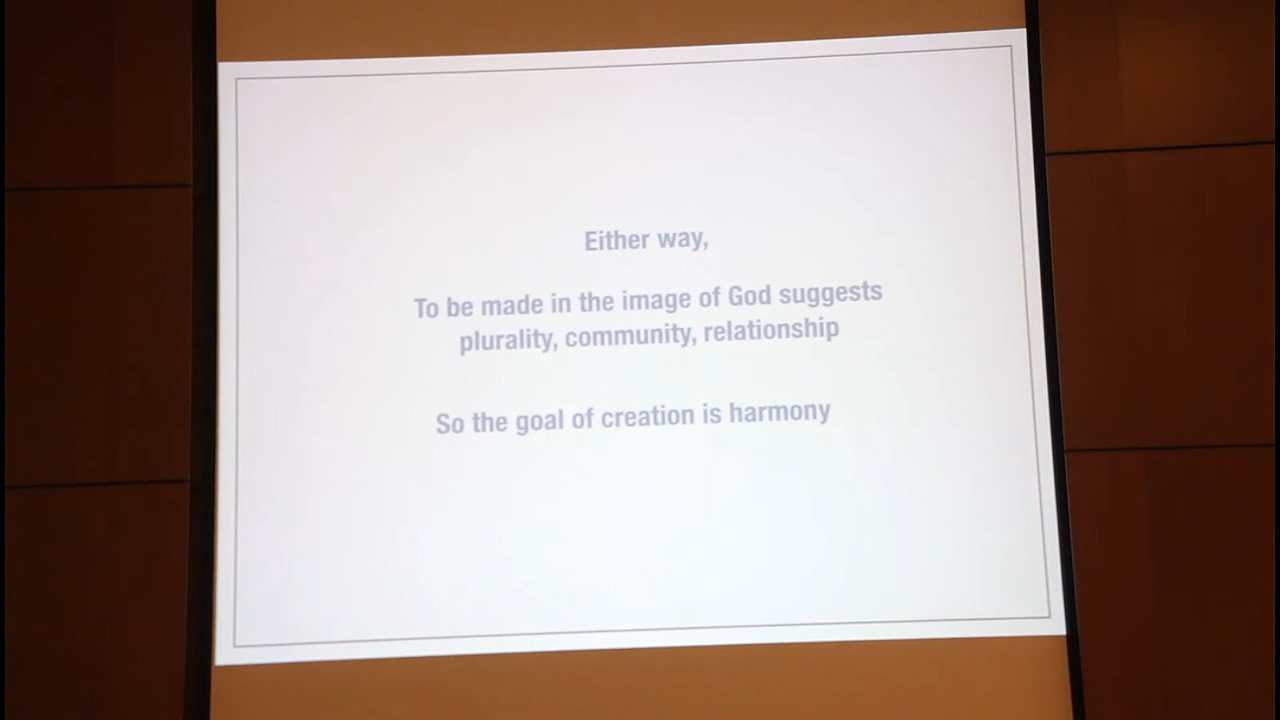 Either way,
To be made in the image of God suggests
plurality, community, relationship
So the goal of creation is harmony